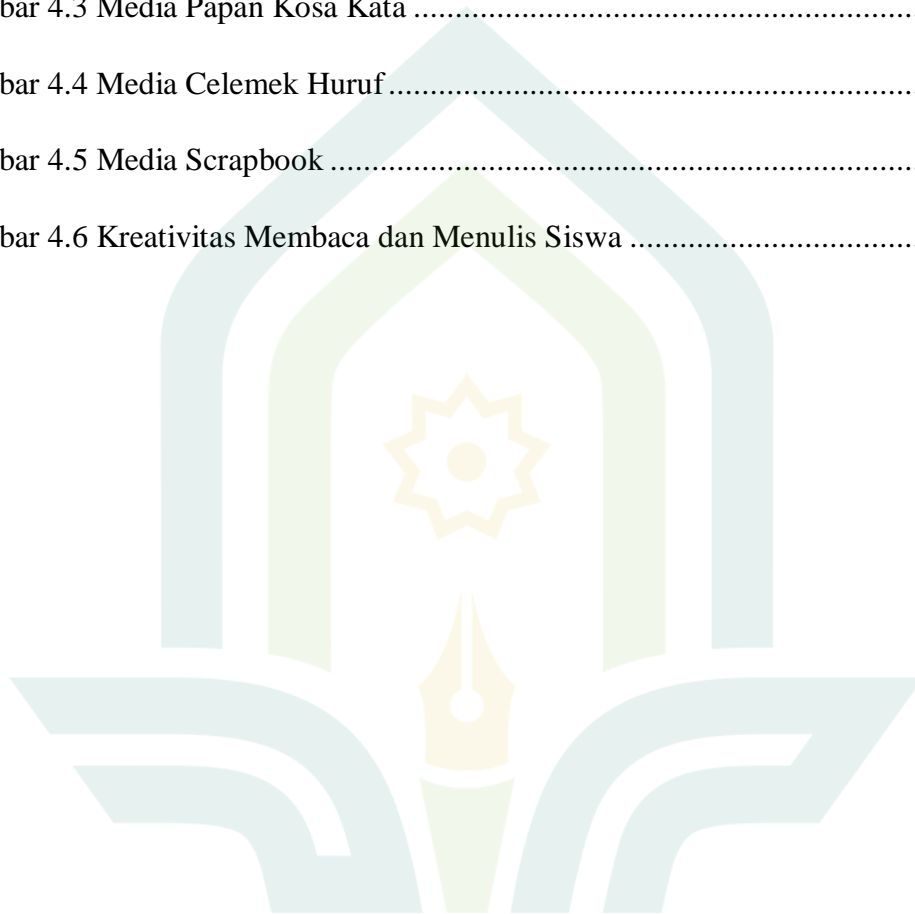 bar 4.3 Media Papan Kosa Kata ................................................................
bar 4.4 Media Celemek Huruf ...................................................................
bar 4.5 Media Scrapbook ..........................................................................
bar 4.6 Kreativitas Membaca dan Menulis Siswa ....................................